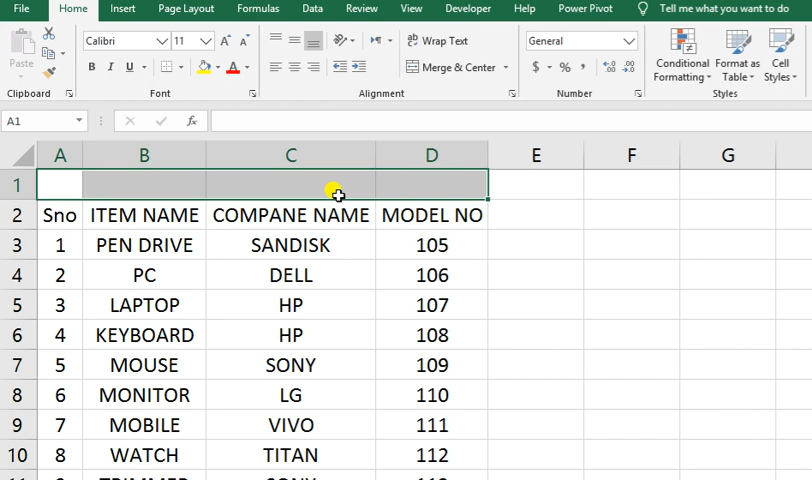 File Home Insert Page Layout Formulas Data Review View Developer Help Power Pivot Tell me what you want to do
Calibri 11 A A Wrap Text General
Paste B I U A Merge & Center $ % , Conditional Formatting Format as Table Cell Styles
Clipboard Font Alignment Number Styles
A1 fx
A B C D E F G
1
2 Sno ITEM NAME COMPANE NAME MODEL NO
3 1 PEN DRIVE SANDISK 105
4 2 PC DELL 106
5 3 LAPTOP HP 107
6 4 KEYBOARD HP 108
7 5 MOUSE SONY 109
8 6 MONITOR LG 110
9 7 MOBILE VIVO 111
10 8 WATCH TITAN 112
11 9 TRIMMER SONY 113